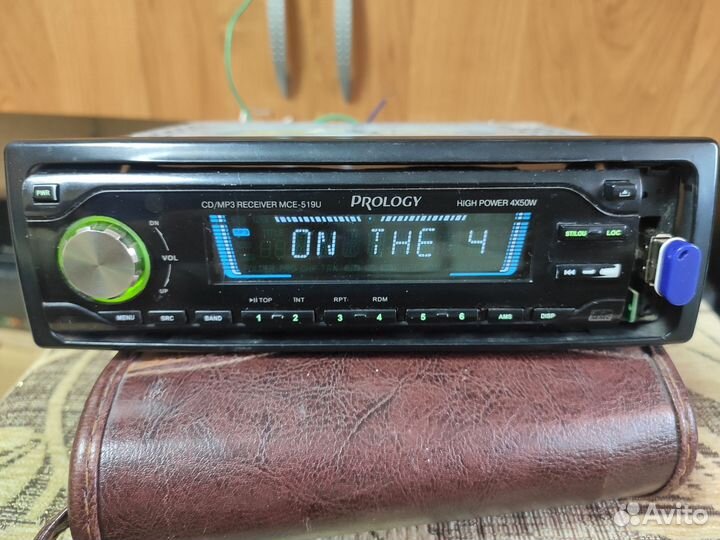 CD/MP3 RECEIVER MCE-519U PROLOGY HIGH POWER 4X50W
PWR
DN
VOL
UP
ON THE 4
ST/LOU LOC
TOP INT RPT RDM
MENU SRC BAND 1 2 3 4 5 6 AMS DISP
Avito